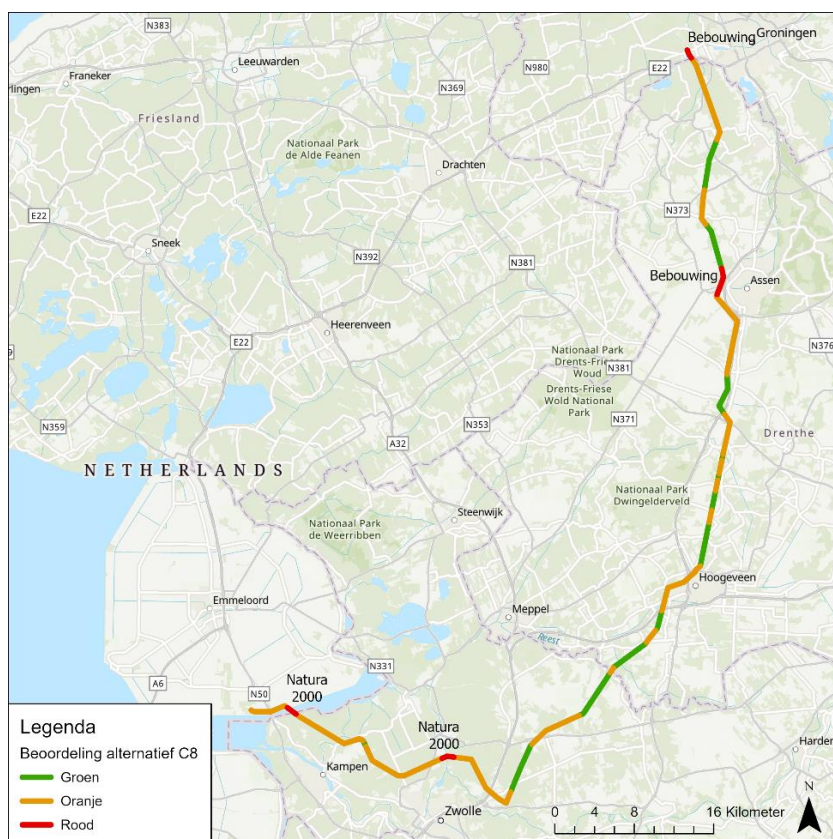 N383
Leeuwarden
Franeker
rlingen
Friesland
N369
N980
Bebouwing
Groningen
E22
Nationaal Park
de Alde Feanen
Drachten
E22
N373
Sneek
N392
N381
Bebouwing
Assen
Heerenveen
E22
Nationaal Park
Drents-Friese
Woud
Drents-Friese
Wold National
Park
N381
N376
N359
N353
N371
A32
Drenthe
NETHERLANDS
Steenwijk
Nationaal Park
Dwingelderveld
Nationaal Park
de Weerribben
Hoogeveen
Emmeloord
Meppel
Reest
N331
A6
N50
Natura
2000
Natura
2000
Kampen
Zwolle
Harden
Legenda
Beoordeling alternatief C8
Groen
Oranje
Rood
N
0 4 8 16 Kilometer